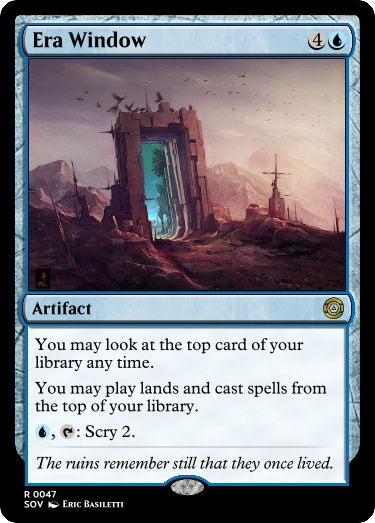 Era Window 4
Artifact
You may look at the top card of your
library any time.
You may play lands and cast spells from
the top of your library.
, : Scry 2.
The ruins remember still that they once lived.
R 0047
SOV Eric Basiletti